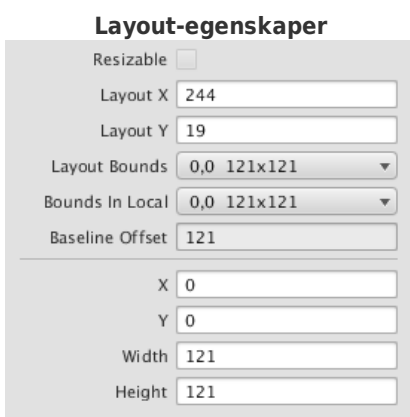 Layout-egenskaper
Resizable
Layout X 244
Layout Y 19
Layout Bounds 0,0 121x121
Bounds In Local 0,0 121x121
Baseline Offset 121
X 0
Y 0
Width 121
Height 121